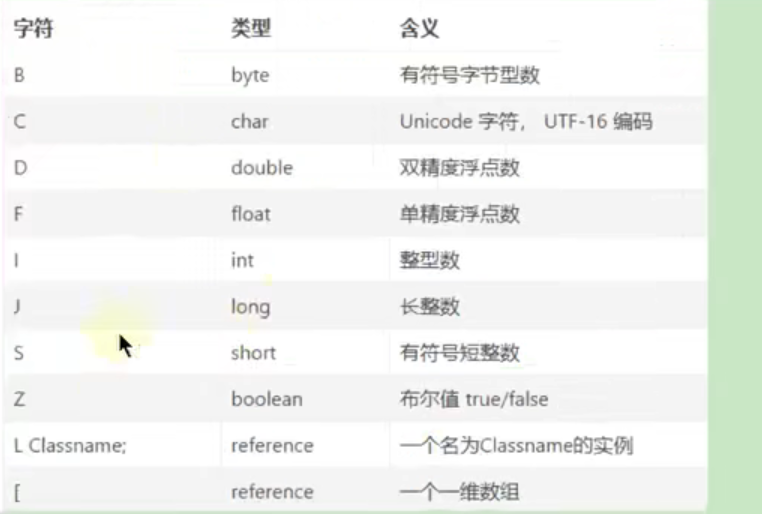 字符 类型 含义
B byte 有符号字节型数
C char Unicode 字符， UTF-16 编码
D double 双精度浮点数
F float 单精度浮点数
I int 整型数
J long 长整数
S short 有符号短整数
Z boolean 布尔值 true/false
L Classname; reference 一个名为Classname的实例
[ reference 一个一维数组